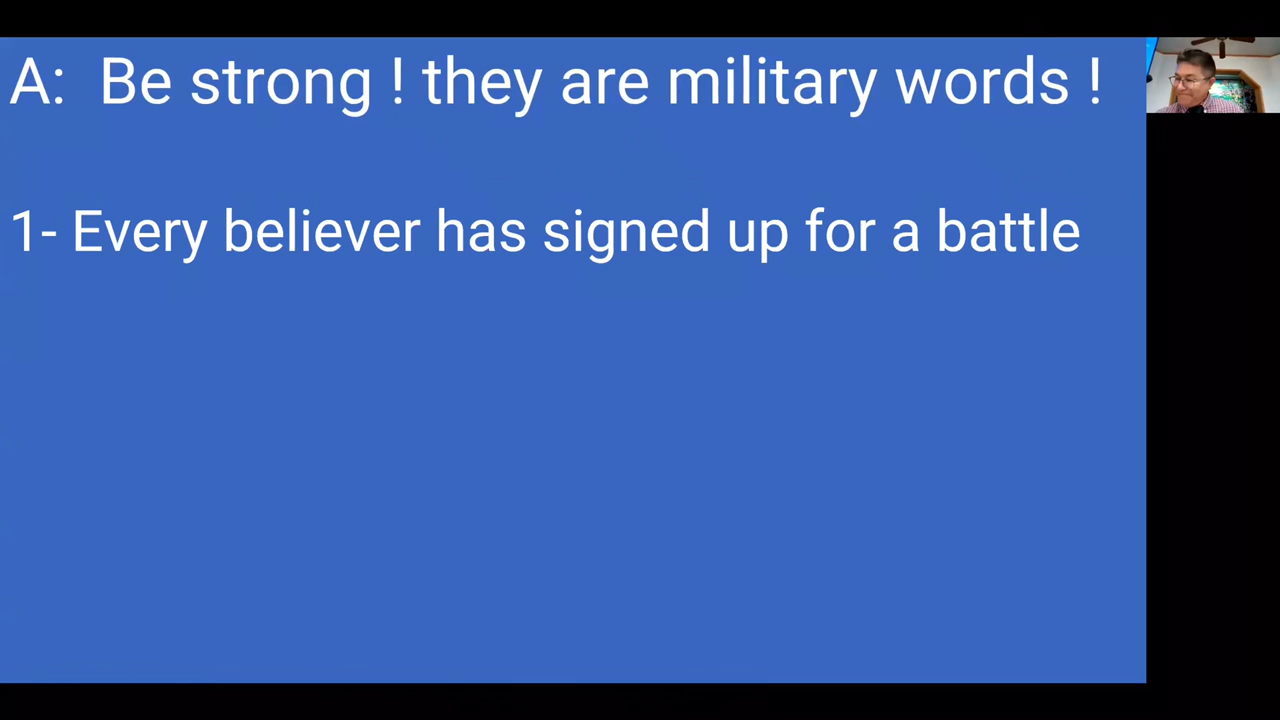 A: Be strong ! they are military words !
1- Every believer has signed up for a battle